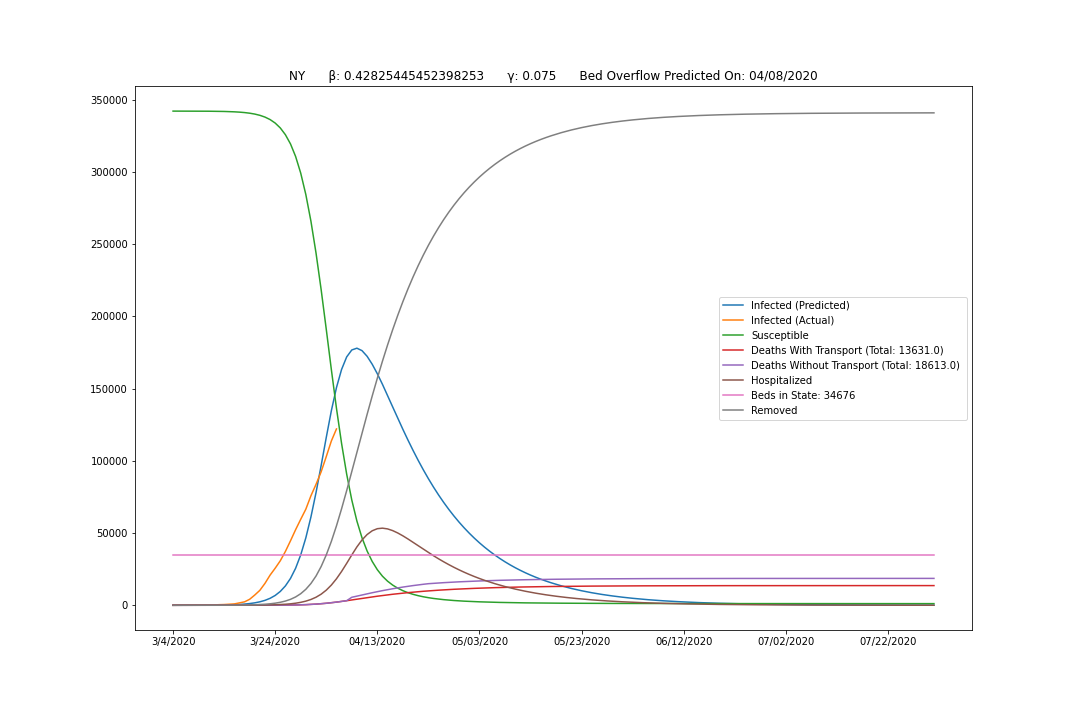 NY β: 0.42825445452398253 γ: 0.075 Bed Overflow Predicted On: 04/08/2020
350000
300000
250000
200000
150000
100000
50000
0
Infected (Predicted)
Infected (Actual)
Susceptible
Deaths With Transport (Total: 13631.0)
Deaths Without Transport (Total: 18613.0)
Hospitalized
Beds in State: 34676
Removed
3/4/2020 3/24/2020 04/13/2020 05/03/2020 05/23/2020 06/12/2020 07/02/2020 07/22/2020